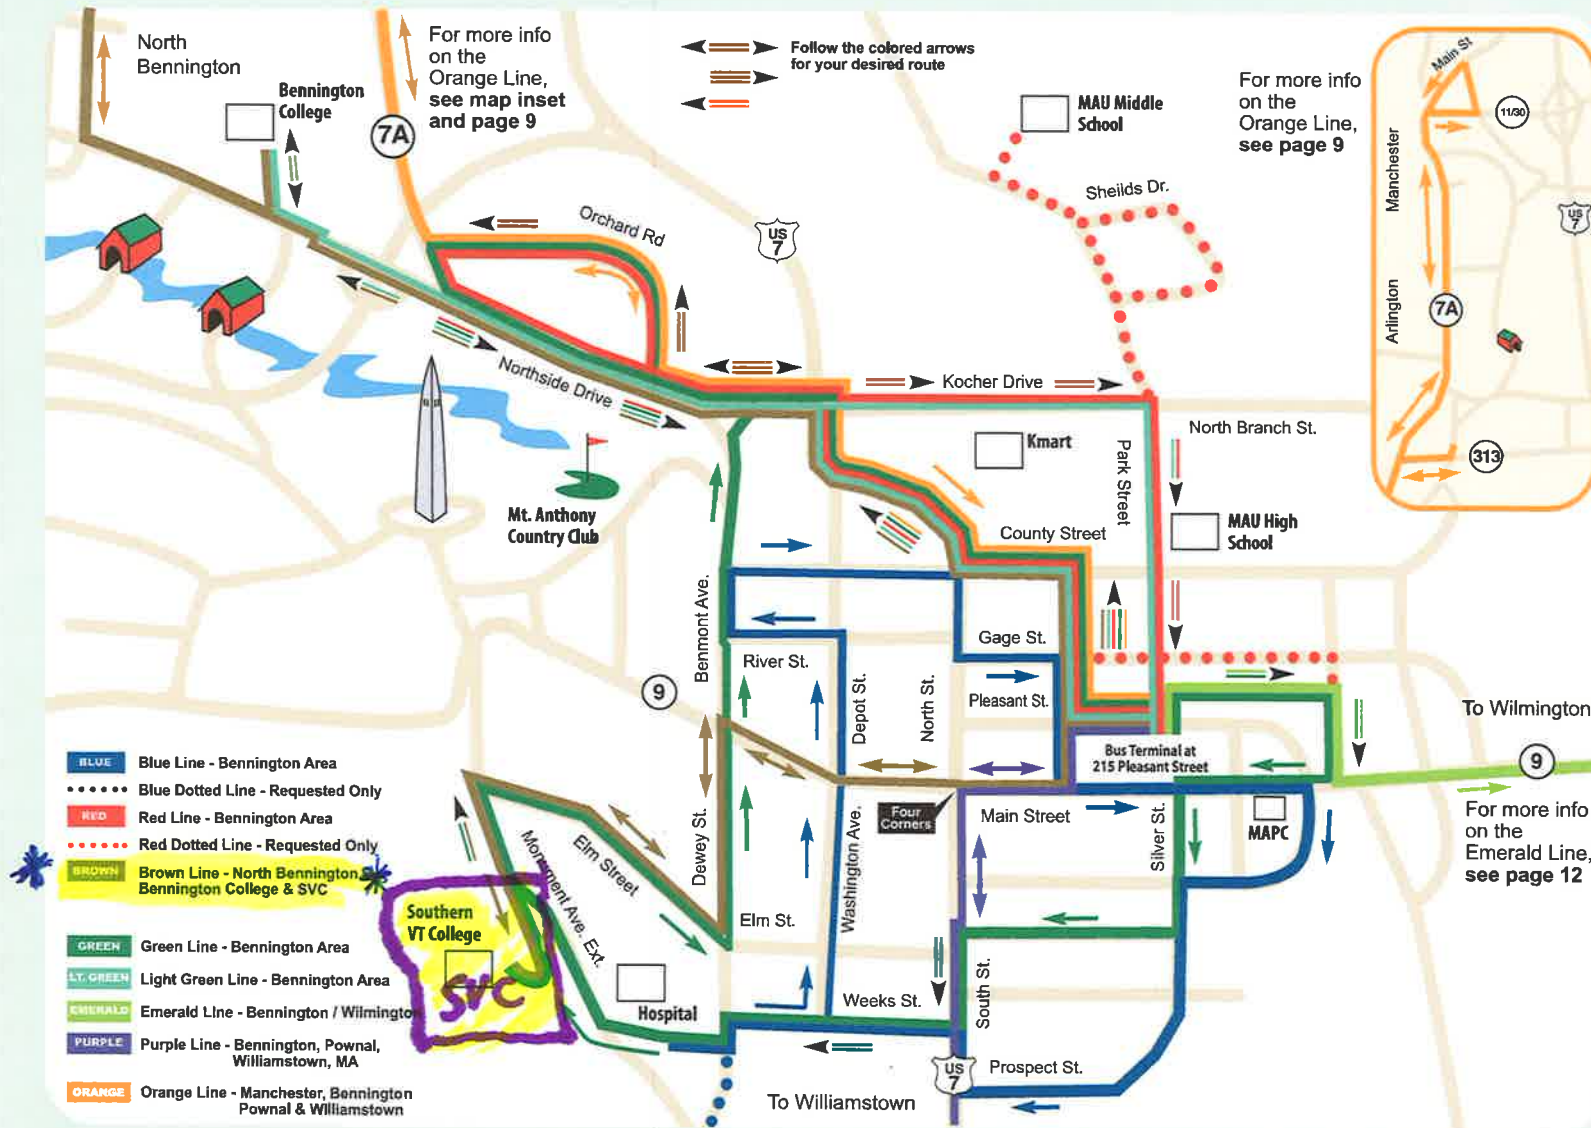 North
Bennington
Bennington
College
7A
For more info
on the
Orange Line,
see map inset
and page 9
Follow the colored arrows
for your desired route
MAU Middle
School
For more info
on the
Orange Line,
see page 9
Main St
11/30
Manchester
US
7
Arlington
7A
313
Sheilds Dr.
Orchard Rd
US
7
Northside Drive
Kocher Drive
North Branch St.
Kmart
Park Street
Mt. Anthony
Country Club
County Street
MAU High
School
Benmont Ave.
Gage St.
River St.
9
Depot St.
North St.
Pleasant St.
To Wilmington
Bus Terminal at
215 Pleasant Street
9
Four
Corners
Main Street
Silver St.
MAPC
For more info
on the
Emerald Line,
see page 12
BLUE Blue Line - Bennington Area
Blue Dotted Line - Requested Only
RED Red Line - Bennington Area
Red Dotted Line - Requested Only
BROWN Brown Line - North Bennington,
Bennington College & SVC
GREEN Green Line - Bennington Area
LT. GREEN Light Green Line - Bennington Area
EMERALD Emerald Line - Bennington / Wilmington
PURPLE Purple Line - Bennington, Pownal,
Williamstown, MA
ORANGE Orange Line - Manchester, Bennington
Pownal & Williamstown
Southern
VT College
SVC
Monument Ave. Ext.
Elm Street
Dewey St.
Elm St.
Washington Ave.
Hospital
Weeks St.
South St.
US
7
Prospect St.
To Williamstown